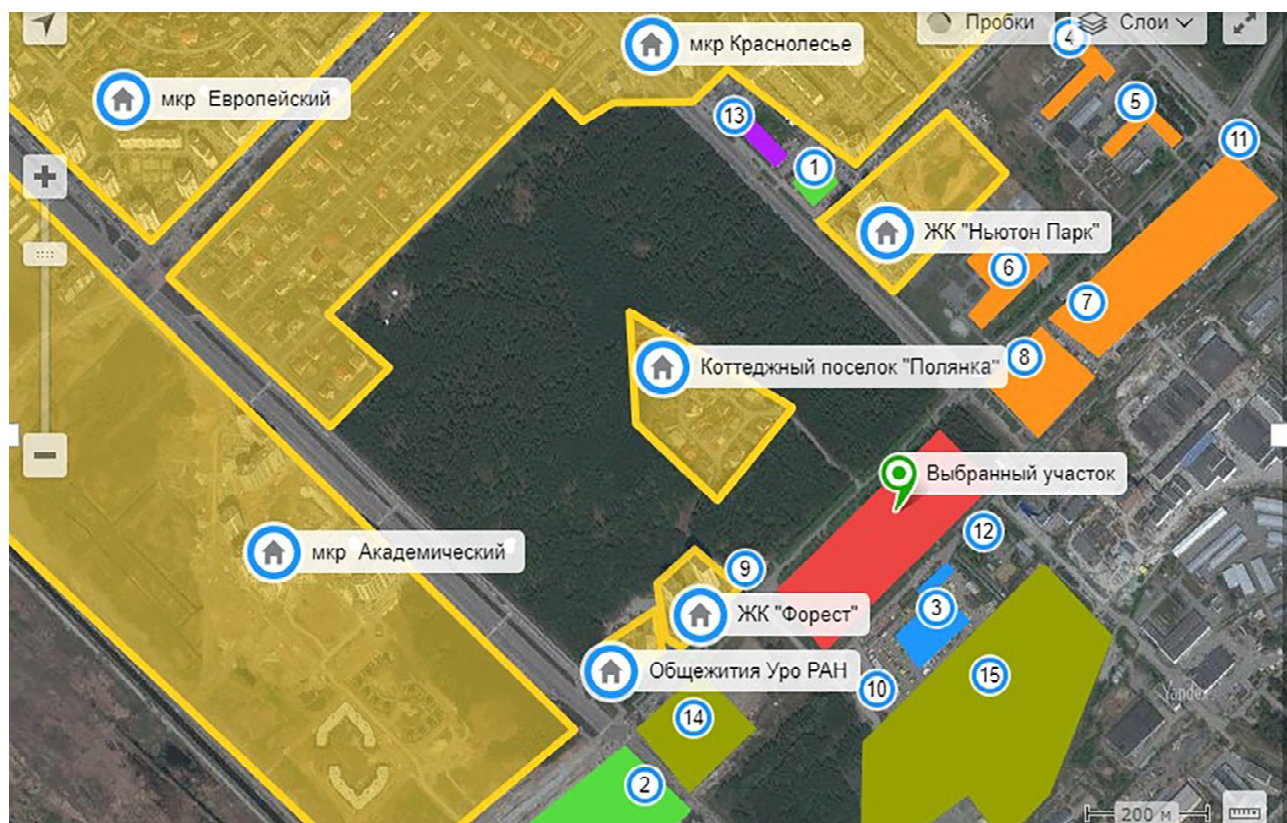 Пробки
Слои
мкр Краснолесье
4
мкр Европейский
5
13
11
1
ЖК "Ньютон Парк"
6
7
8
Коттеджный поселок "Полянка"
Выбранный участок
12
мкр Академический
9
ЖК "Форест"
3
Общежития Уро РАН
10
15
14
Yandex
2
200 м